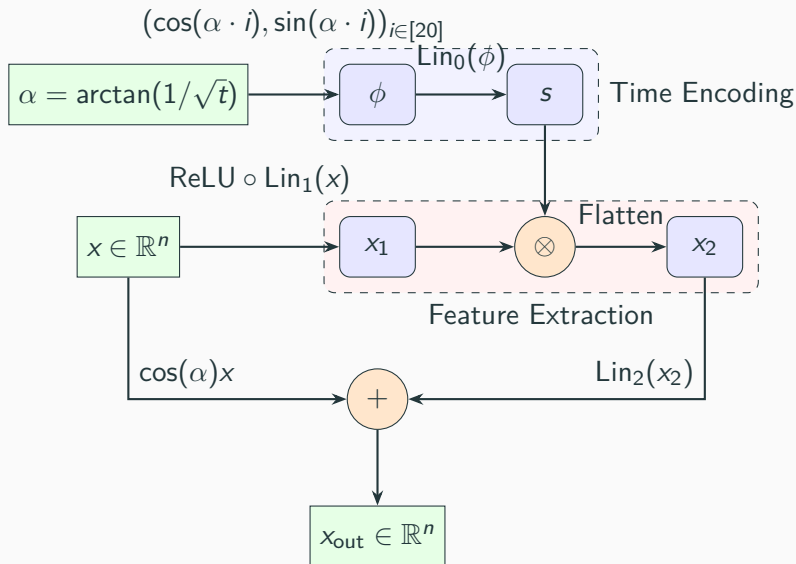 (cos(α · i), sin(α · i))_{i∈[20]}
Lin₀(ϕ)
α = arctan(1/√t)
ϕ
s
Time Encoding
ReLU ∘ Lin₁(x)
Flatten
x ∈ ℝⁿ
x₁
⊗
x₂
Feature Extraction
cos(α)x
Lin₂(x₂)
+
x_out ∈ ℝⁿ